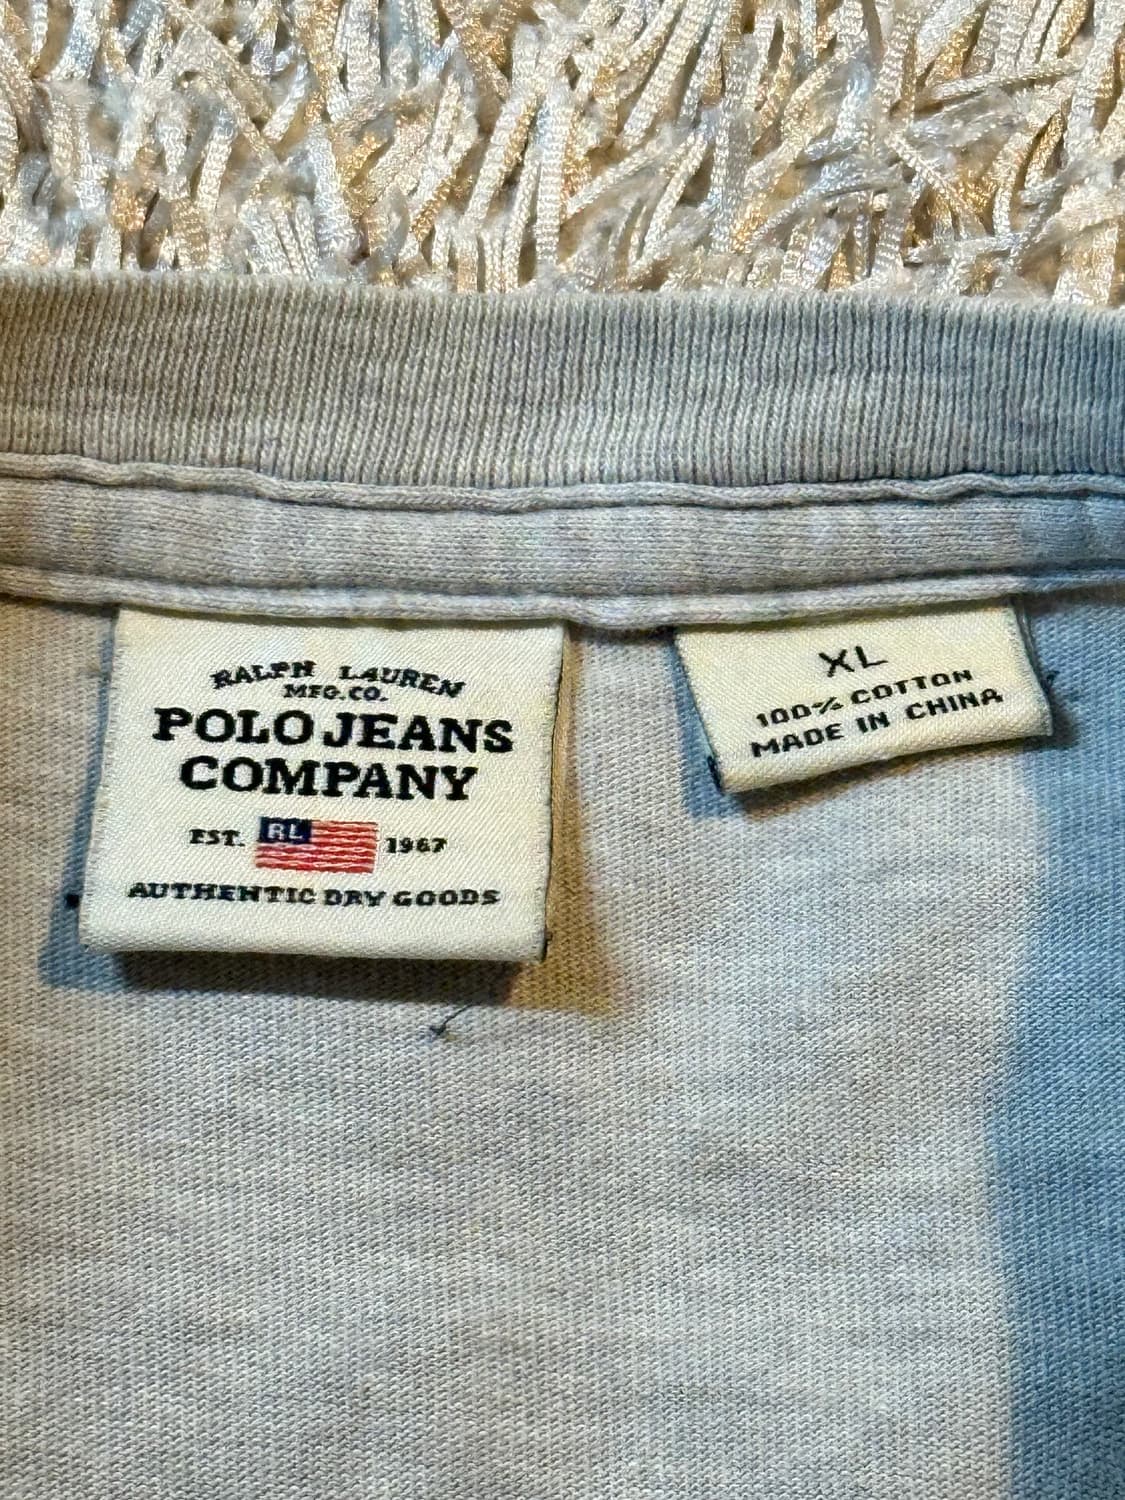 RALPH LAUREN
MFG.CO.
POLO JEANS
COMPANY
EST. RL 1967
AUTHENTIC DRY GOODS
XL
100% COTTON
MADE IN CHINA